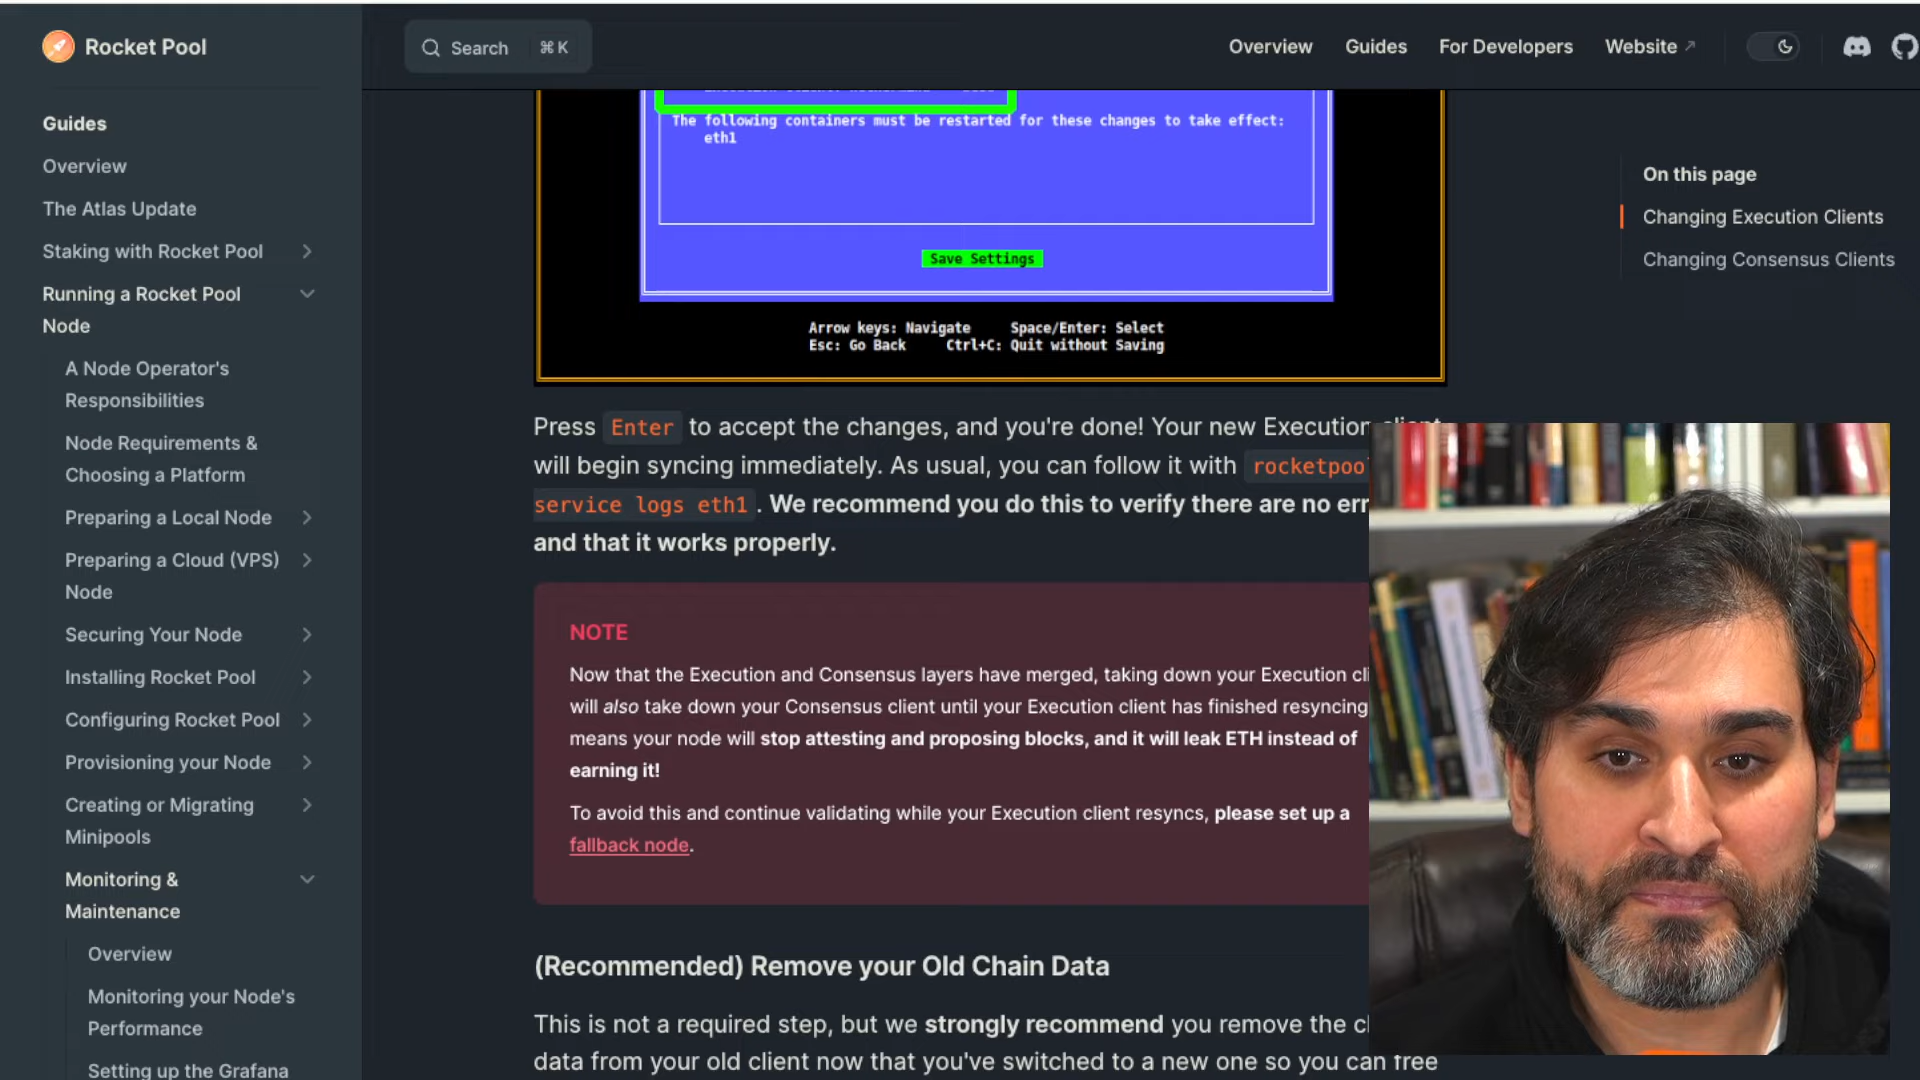 Rocket Pool
Search ⌘ K
Overview
Guides
For Developers
Website
Guides
Overview
The Atlas Update
Staking with Rocket Pool
Running a Rocket Pool
Node
A Node Operator's
Responsibilities
Node Requirements &
Choosing a Platform
Preparing a Local Node
Preparing a Cloud (VPS)
Node
Securing Your Node
Installing Rocket Pool
Configuring Rocket Pool
Provisioning your Node
Creating or Migrating
Minipools
Monitoring &
Maintenance
Overview
Monitoring your Node's
Performance
Setting up the Grafana
The following containers must be restarted for these changes to take effect:
eth1
Save Settings
Arrow keys: Navigate Space/Enter: Select
Esc: Go Back Ctrl+C: Quit without Saving
Press Enter to accept the changes, and you're done! Your new Execution
will begin syncing immediately. As usual, you can follow it with
service logs eth1. We recommend you do this to verify there are no
and that it works properly.
NOTE
Now that the Execution and Consensus layers have merged, taking down your Execution
will also take down your Consensus client until your Execution client has finished resyncing
means your node will stop attesting and proposing blocks, and it will leak ETH instead of
earning it!
To avoid this and continue validating while your Execution client resyncs, please set up a
fallback node.
(Recommended) Remove your Old Chain Data
This is not a required step, but we strongly recommend you remove the
data from your old client now that you've switched to a new one so you can free
On this page
Changing Execution Clients
Changing Consensus Clients